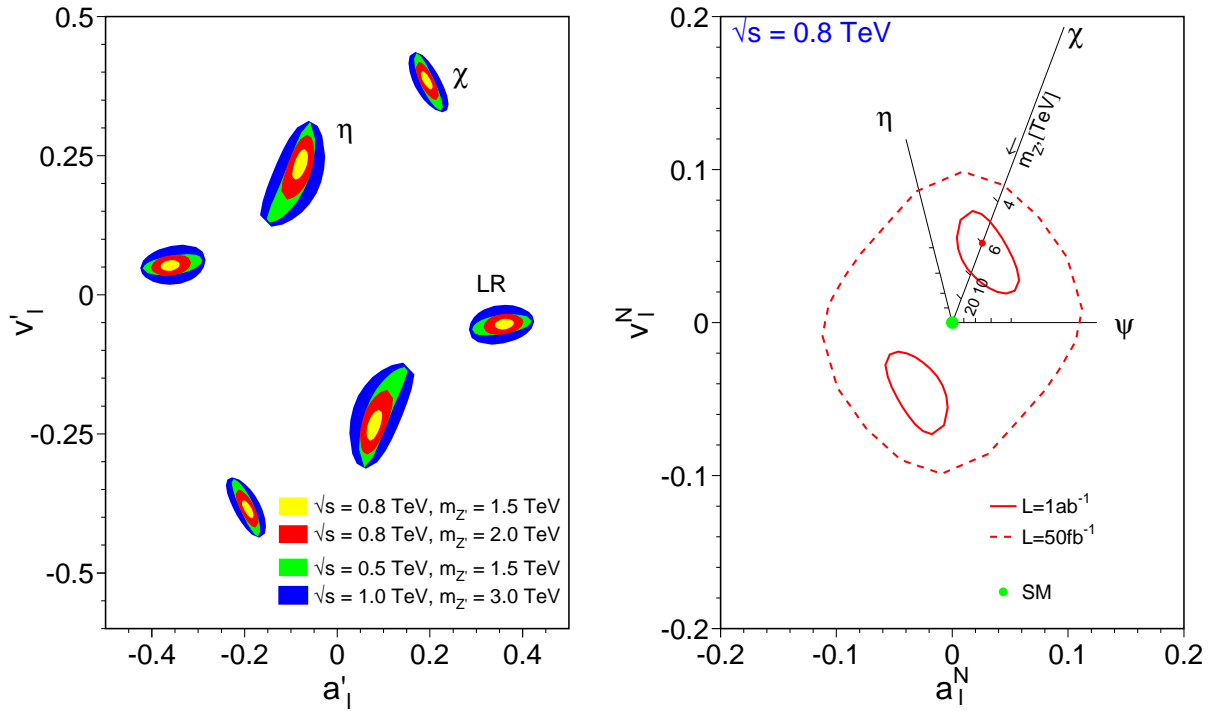 0.5
0.25
0
-0.25
-0.5
v'l
χ
η
LR
√s = 0.8 TeV, mZ' = 1.5 TeV
√s = 0.8 TeV, mZ' = 2.0 TeV
√s = 0.5 TeV, mZ' = 1.5 TeV
√s = 1.0 TeV, mZ' = 3.0 TeV
-0.4 -0.2 0 0.2 0.4
a'l
0.2
0.1
0
-0.1
-0.2
vlN
√s = 0.8 TeV
χ
η
mZ' [TeV]
←
4
6
10
20
ψ
L=1ab-1
L=50fb-1
SM
-0.2 -0.1 0 0.1 0.2
alN